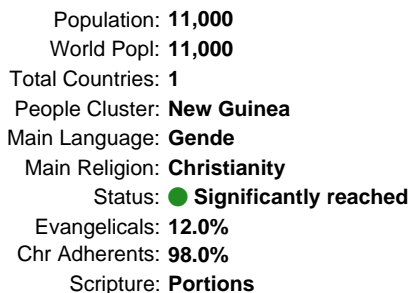 Population: 11,000
World Popl: 11,000
Total Countries: 1
People Cluster: New Guinea
Main Language: Gende
Main Religion: Christianity
Status: Significantly reached
Evangelicals: 12.0%
Chr Adherents: 98.0%
Scripture: Portions